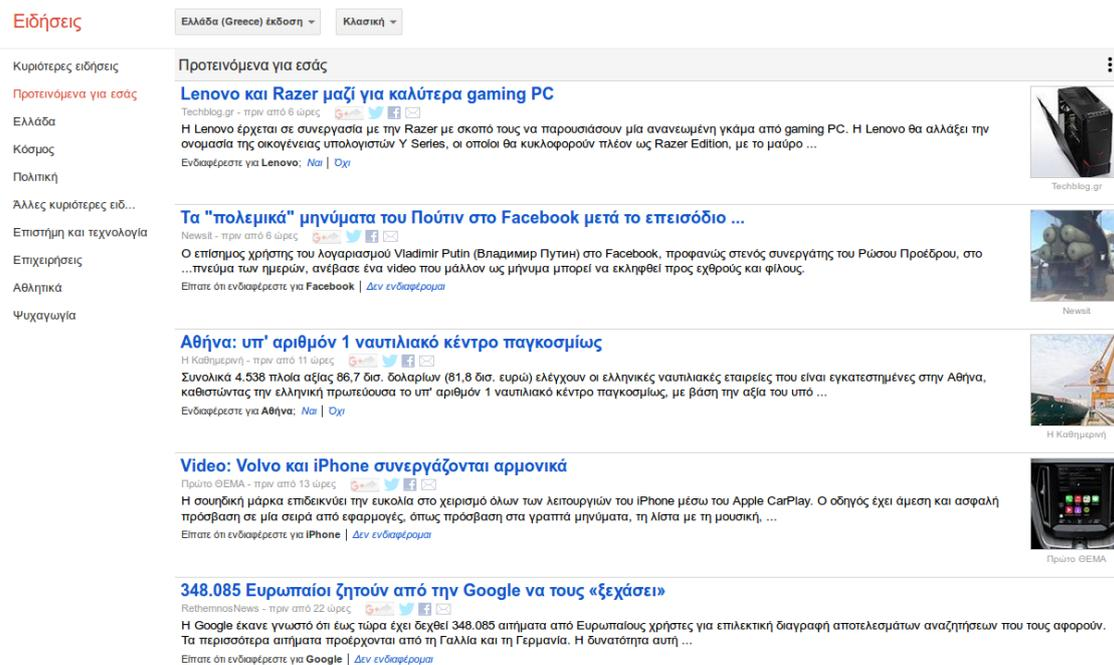 Ειδήσεις
Ελλάδα (Greece) έκδοση
Κλασική
Κυριότερες ειδήσεις
Προτεινόμενα για εσάς
Ελλάδα
Κόσμος
Πολιτική
Άλλες κυριότερες ειδ...
Επιστήμη και τεχνολογία
Επιχειρήσεις
Αθλητικά
Ψυχαγωγία
Προτεινόμενα για εσάς
Lenovo και Razer μαζί για καλύτερα gaming PC
Techblog.gr - πριν από 6 ώρες
Η Lenovo έρχεται σε συνεργασία με την Razer με σκοπό τους να παρουσιάσουν μία ανανεωμένη γκάμα από gaming PC. Η Lenovo θα αλλάξει την
ονομασία της οικογένειας υπολογιστών Y Series, οι οποίοι θα κυκλοφορούν πλέον ως Razer Edition, με το μαύρο ...
Ενδιαφέρεστε για Lenovo; Ναι | Όχι
Techblog.gr
Τα "πολεμικά" μηνύματα του Πούτιν στο Facebook μετά το επεισόδιο ...
Newsit - πριν από 6 ώρες
Ο επίσημος χρήστης του λογαριασμού Vladimir Putin (Владимир Путин) στο Facebook, προφανώς στενός συνεργάτης του Ρώσου Προέδρου, στο
...πνεύμα των ημερών, ανέβασε ένα video που μάλλον ως μήνυμα μπορεί να εκληφθεί προς εχθρούς και φίλους.
Είπατε ότι ενδιαφέρεστε για Facebook | Δεν ενδιαφέρομαι
Newsit
Αθήνα: υπ' αριθμόν 1 ναυτιλιακό κέντρο παγκοσμίως
Η Καθημερινή - πριν από 11 ώρες
Συνολικά 4.538 πλοία αξίας 86,7 δισ. δολαρίων (81,8 δισ. ευρώ) ελέγχουν οι ελληνικές ναυτιλιακές εταιρείες που είναι εγκατεστημένες στην Αθήνα,
καθιστώντας την ελληνική πρωτεύουσα το υπ' αριθμόν 1 ναυτιλιακό κέντρο παγκοσμίως, με βάση την αξία του υπό ...
Ενδιαφέρεστε για Αθήνα; Ναι | Όχι
Η Καθημερινή
Video: Volvo και iPhone συνεργάζονται αρμονικά
Πρώτο ΘΕΜΑ - πριν από 13 ώρες
Η σουηδική μάρκα επιδεικνύει την ευκολία στο χειρισμό όλων των λειτουργιών του iPhone μέσω του Apple CarPlay. Ο οδηγός έχει άμεση και ασφαλή
πρόσβαση σε μία σειρά από εφαρμογές, όπως πρόσβαση στα γραπτά μηνύματα, τη λίστα με τη μουσική, ...
Είπατε ότι ενδιαφέρεστε για iPhone | Δεν ενδιαφέρομαι
Πρώτο ΘΕΜΑ
348.085 Ευρωπαίοι ζητούν από την Google να τους «ξεχάσει»
RethemnosNews - πριν από 22 ώρες
Η Google έκανε γνωστό ότι έως τώρα έχει δεχθεί 348.085 αιτήματα από Ευρωπαίους χρήστες για επιλεκτική διαγραφή αποτελεσμάτων αναζητήσεων που τους αφορούν.
Τα περισσότερα αιτήματα προέρχονται από τη Γαλλία και τη Γερμανία. Η δυνατότητα αυτή ...
Είπατε ότι ενδιαφέρεστε για Google | Δεν ενδιαφέρομαι